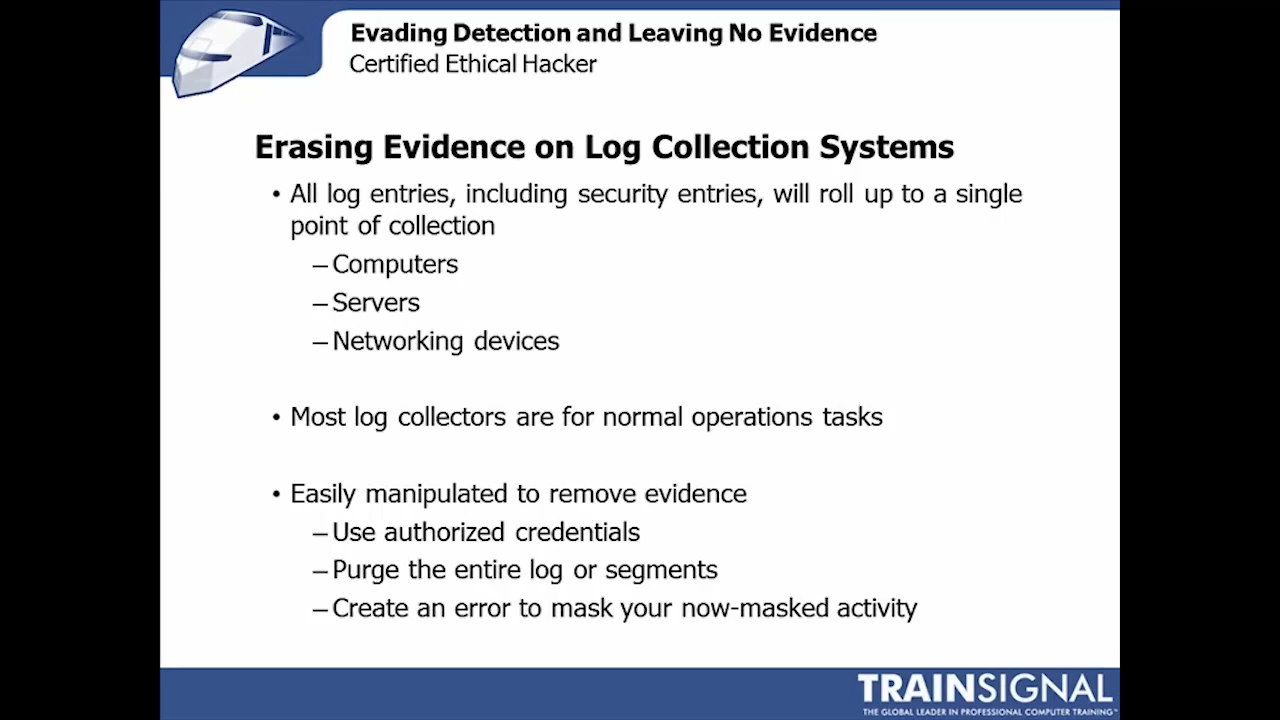 Evading Detection and Leaving No Evidence
Certified Ethical Hacker
Erasing Evidence on Log Collection Systems
• All log entries, including security entries, will roll up to a single
point of collection
– Computers
– Servers
– Networking devices
• Most log collectors are for normal operations tasks
• Easily manipulated to remove evidence
– Use authorized credentials
– Purge the entire log or segments
– Create an error to mask your now-masked activity
TRAINSIGNAL
THE GLOBAL LEADER IN PROFESSIONAL COMPUTER TRAINING™